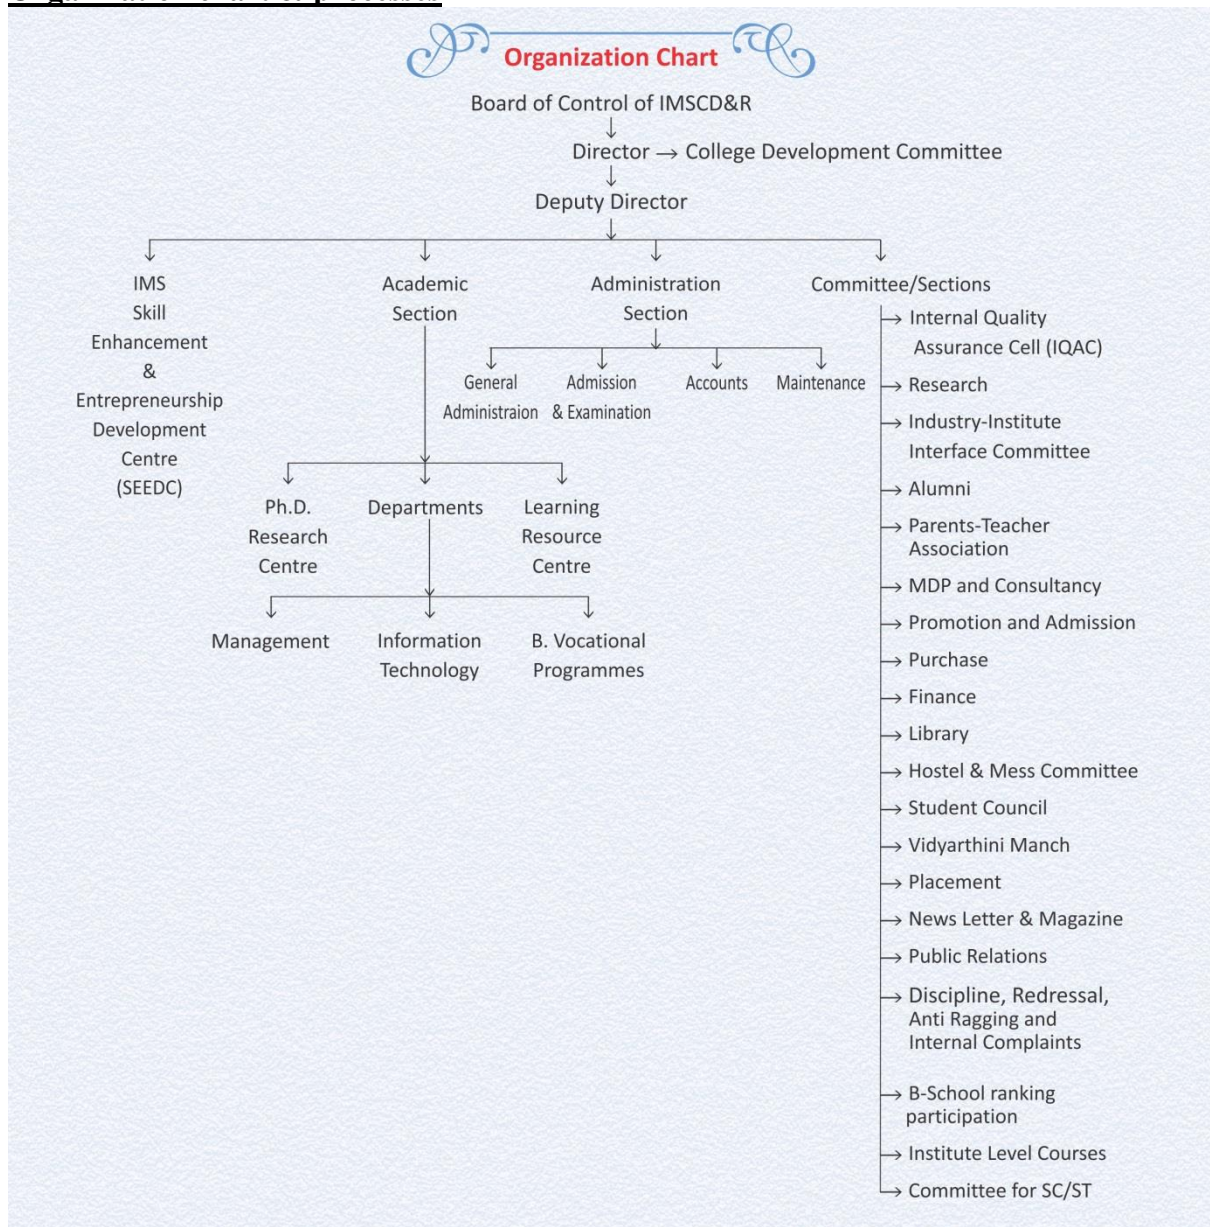 Organization Chart
Board of Control of IMSCD&R
Director → College Development Committee
Deputy Director
IMS
Skill
Enhancement
&
Entrepreneurship
Development
Centre
(SEEDC)
Academic
Section
Administration
Section
General
Administraion
Admission
& Examination
Accounts
Maintenance
Ph.D.
Research
Centre
Departments
Learning
Resource
Centre
Management
Information
Technology
B. Vocational
Programmes
Committee/Sections
Internal Quality
Assurance Cell (IQAC)
Research
Industry-Institute
Interface Committee
Alumni
Parents-Teacher
Association
MDP and Consultancy
Promotion and Admission
Purchase
Finance
Library
Hostel & Mess Committee
Student Council
Vidyarthini Manch
Placement
News Letter & Magazine
Public Relations
Discipline, Redressal,
Anti Ragging and
Internal Complaints
B-School ranking
participation
Institute Level Courses
Committee for SC/ST